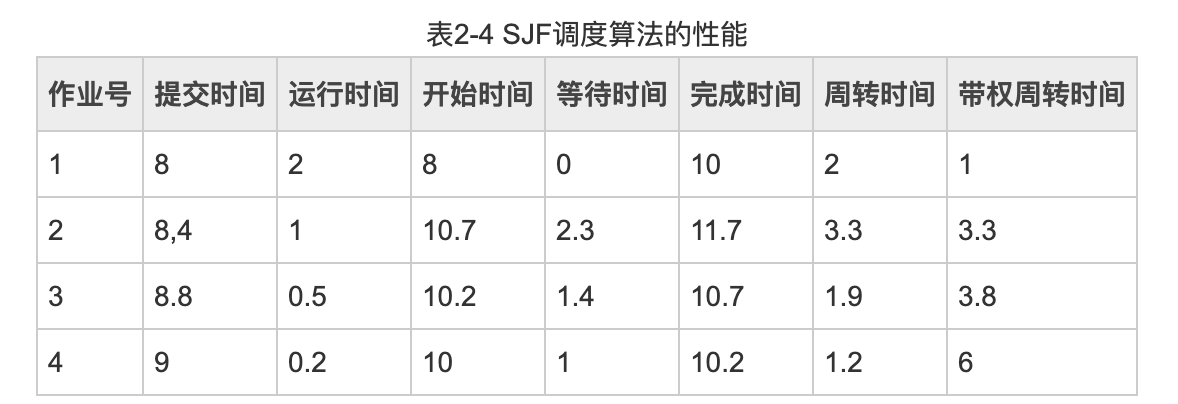 表2-4 SJF调度算法的性能
作业号 提交时间 运行时间 开始时间 等待时间 完成时间 周转时间 带权周转时间
1 8 2 8 0 10 2 1
2 8,4 1 10.7 2.3 11.7 3.3 3.3
3 8.8 0.5 10.2 1.4 10.7 1.9 3.8
4 9 0.2 10 1 10.2 1.2 6